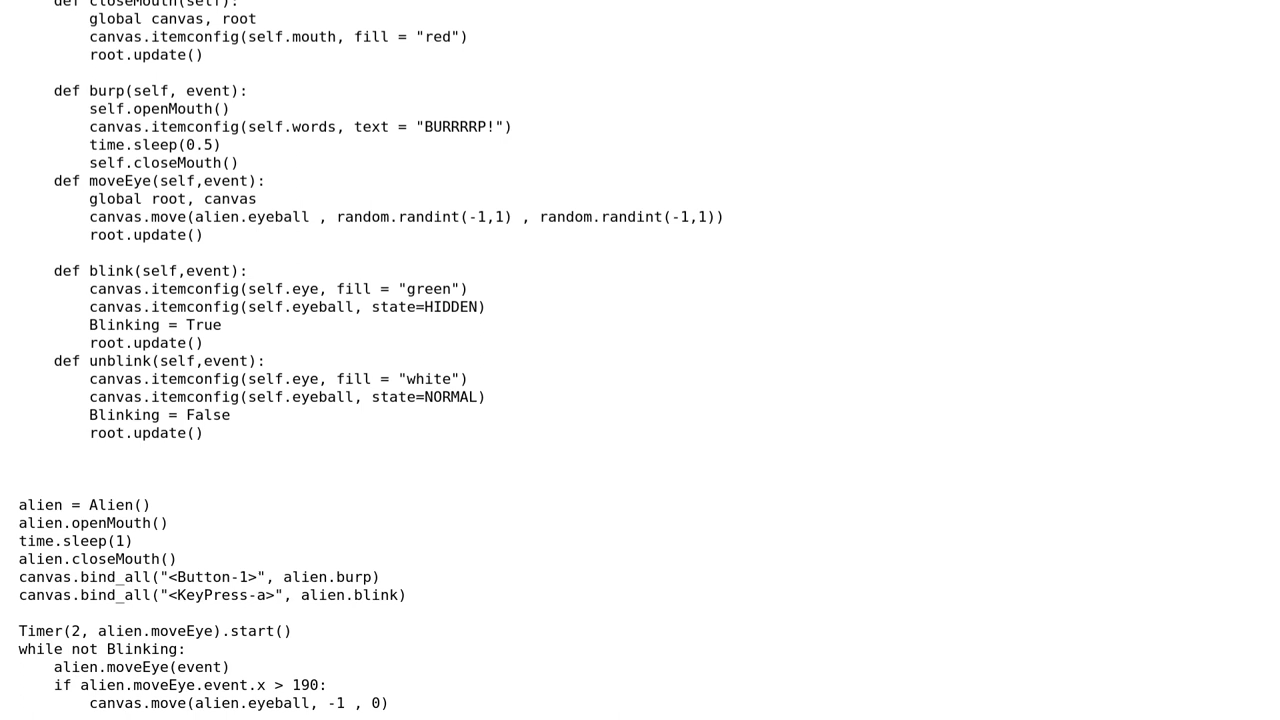 def closeMouth(self):
        global canvas, root
        canvas.itemconfig(self.mouth, fill = "red")
        root.update()

    def burp(self, event):
        self.openMouth()
        canvas.itemconfig(self.words, text = "BURRRRP!")
        time.sleep(0.5)
        self.closeMouth()
    def moveEye(self,event):
        global root, canvas
        canvas.move(alien.eyeball , random.randint(-1,1) , random.randint(-1,1))
        root.update()

    def blink(self,event):
        canvas.itemconfig(self.eye, fill = "green")
        canvas.itemconfig(self.eyeball, state=HIDDEN)
        Blinking = True
        root.update()
    def unblink(self,event):
        canvas.itemconfig(self.eye, fill = "white")
        canvas.itemconfig(self.eyeball, state=NORMAL)
        Blinking = False
        root.update()

alien = Alien()
alien.openMouth()
time.sleep(1)
alien.closeMouth()
canvas.bind_all("<Button-1>", alien.burp)
canvas.bind_all("<KeyPress-a>", alien.blink)

Timer(2, alien.moveEye).start()
while not Blinking:
    alien.moveEye(event)
    if alien.moveEye.event.x > 190:
        canvas.move(alien.eyeball, -1 , 0)